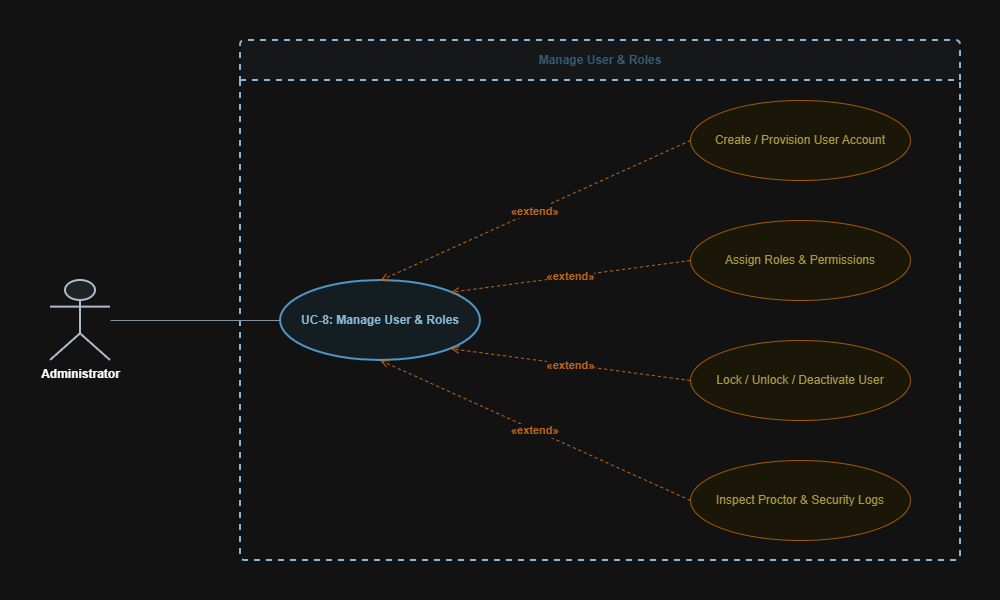 Manage User & Roles
Create / Provision User Account
«extend»
Assign Roles & Permissions
«extend»
UC-8: Manage User & Roles
Administrator
«extend»
Lock / Unlock / Deactivate User
«extend»
Inspect Proctor & Security Logs